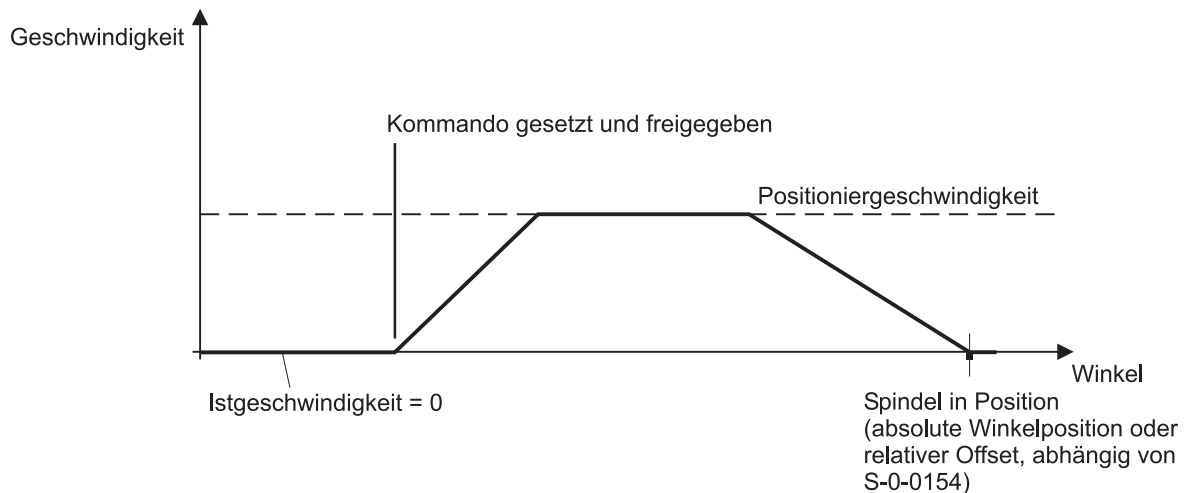 Geschwindigkeit
Kommando gesetzt und freigegeben
Positioniergeschwindigkeit
Winkel
Istgeschwindigkeit = 0
Spindel in Position
(absolute Winkelposition oder
relativer Offset, abhängig von
S-0-0154)